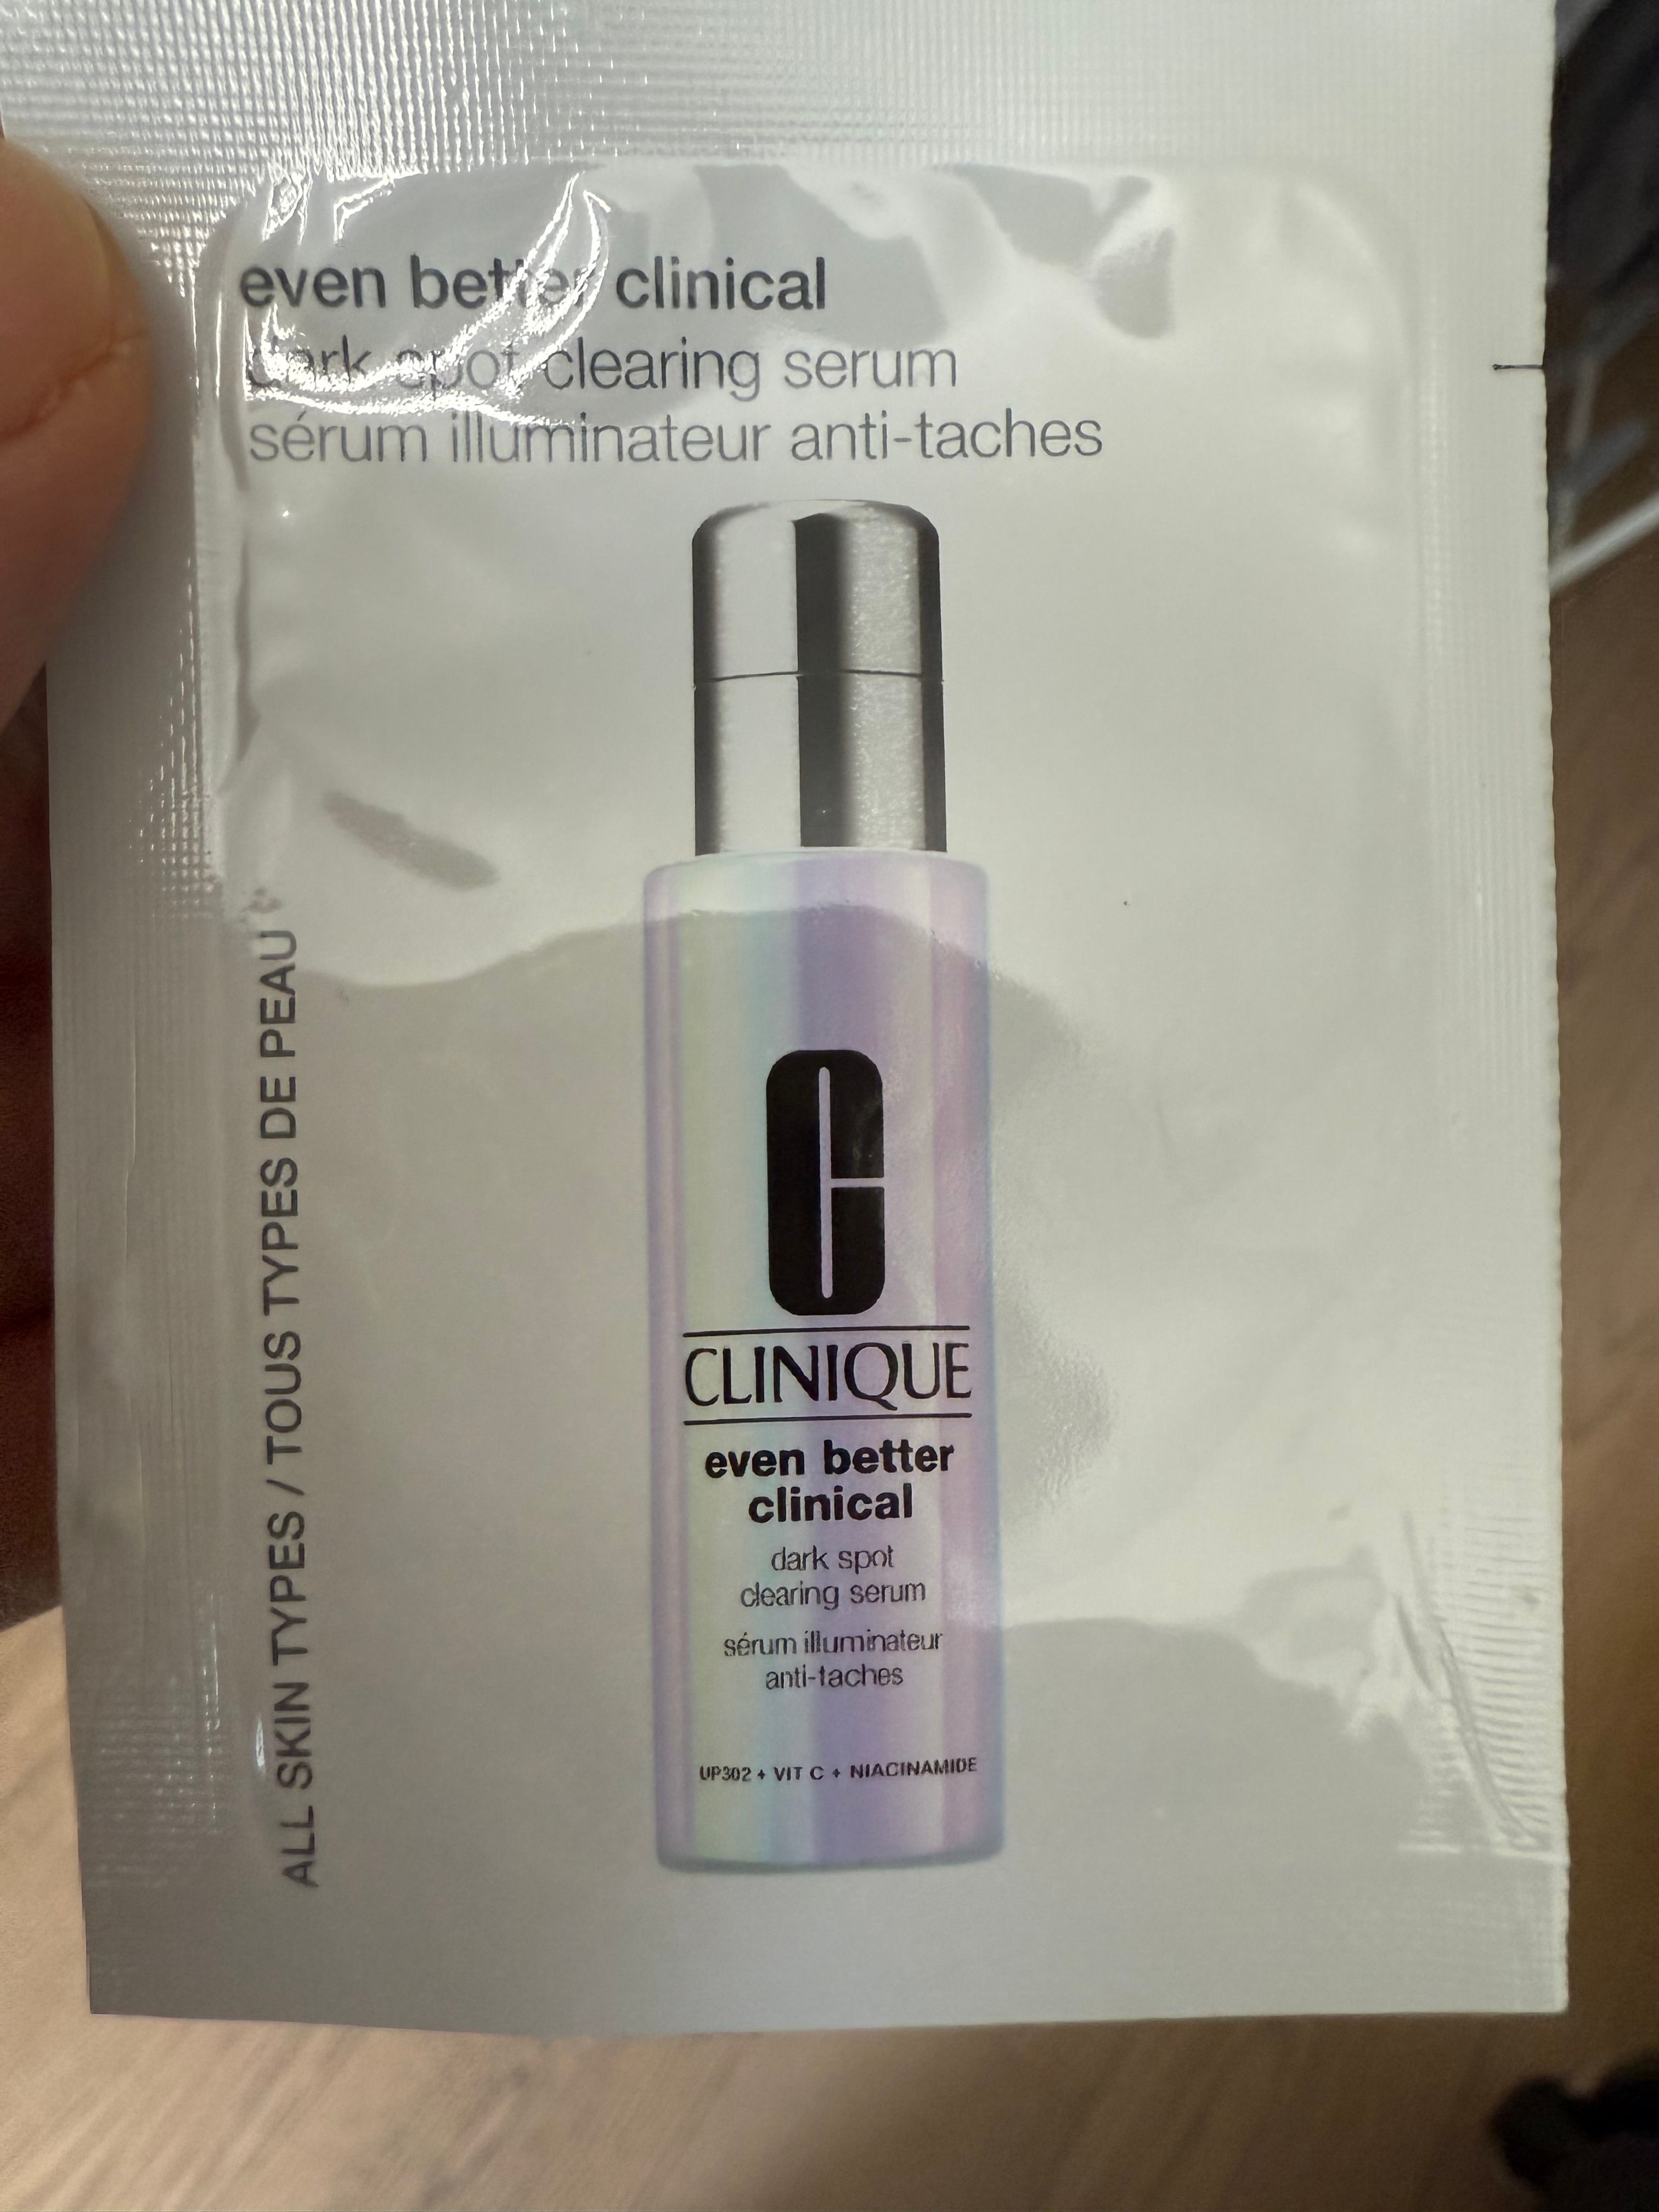 even better clinical
dark spot clearing serum
sérum illuminateur anti-taches
ALL SKIN TYPES / TOUS TYPES DE PEAU
C
CLINIQUE
even better
clinical
dark spot
clearing serum
sérum illuminateur
anti-taches
UP302 + VIT C + NIACINAMIDE